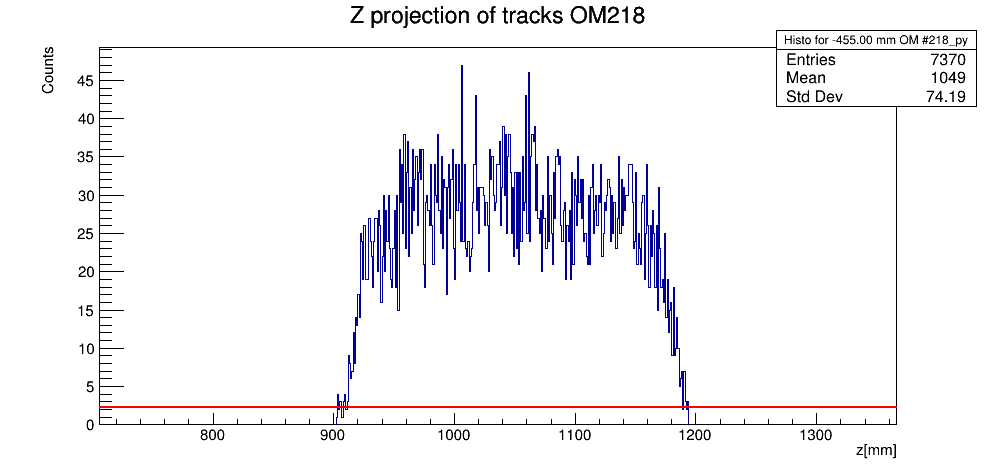 Z projection of tracks OM218
Histo for -455.00 mm OM #218_py
Entries 7370
Mean 1049
Std Dev 74.19
Counts
45
40
35
30
25
20
15
10
5
0
800 900 1000 1100 1200 1300
z[mm]